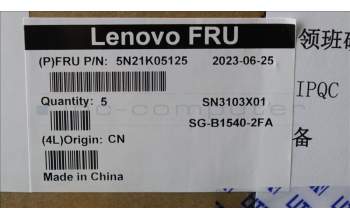 Lenovo FRU
(P)FRU P/N: 5N21K05125 2023-06-25
Quantity: 5 SN3103X01
SG-B1540-2FA
(4L)Origin: CN
Made in China
领班
IPQC
备